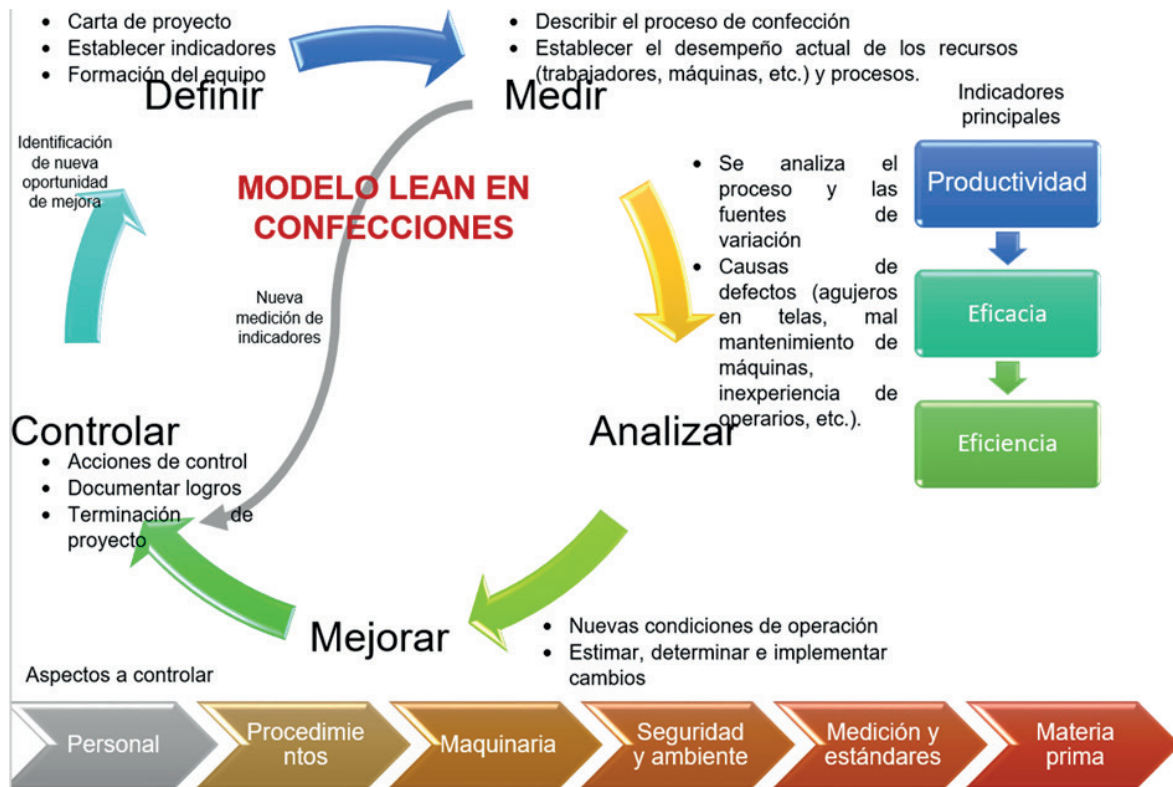 • Carta de proyecto
• Establecer indicadores
• Formación del equipo
Definir
• Describir el proceso de confección
• Establecer el desempeño actual de los recursos
(trabajadores, máquinas, etc.) y procesos.
Medir
Indicadores
principales
Productividad
Eficacia
Eficiencia
Identificación
de nueva
oportunidad
de mejora
MODELO LEAN EN
CONFECCIONES
• Se analiza el
proceso y las
fuentes de
variación
• Causas de
defectos (agujeros
en telas, mal
mantenimiento de
máquinas,
inexperiencia de
operarios, etc.).
Nueva
medición de
indicadores
Analizar
Controlar
• Acciones de control
• Documentar logros
• Terminación de
proyecto
Mejorar
• Nuevas condiciones de operación
• Estimar, determinar e implementar
cambios
Aspectos a controlar
Personal
Procedimie
ntos
Maquinaria
Seguridad
y ambiente
Medición y
estándares
Materia
prima